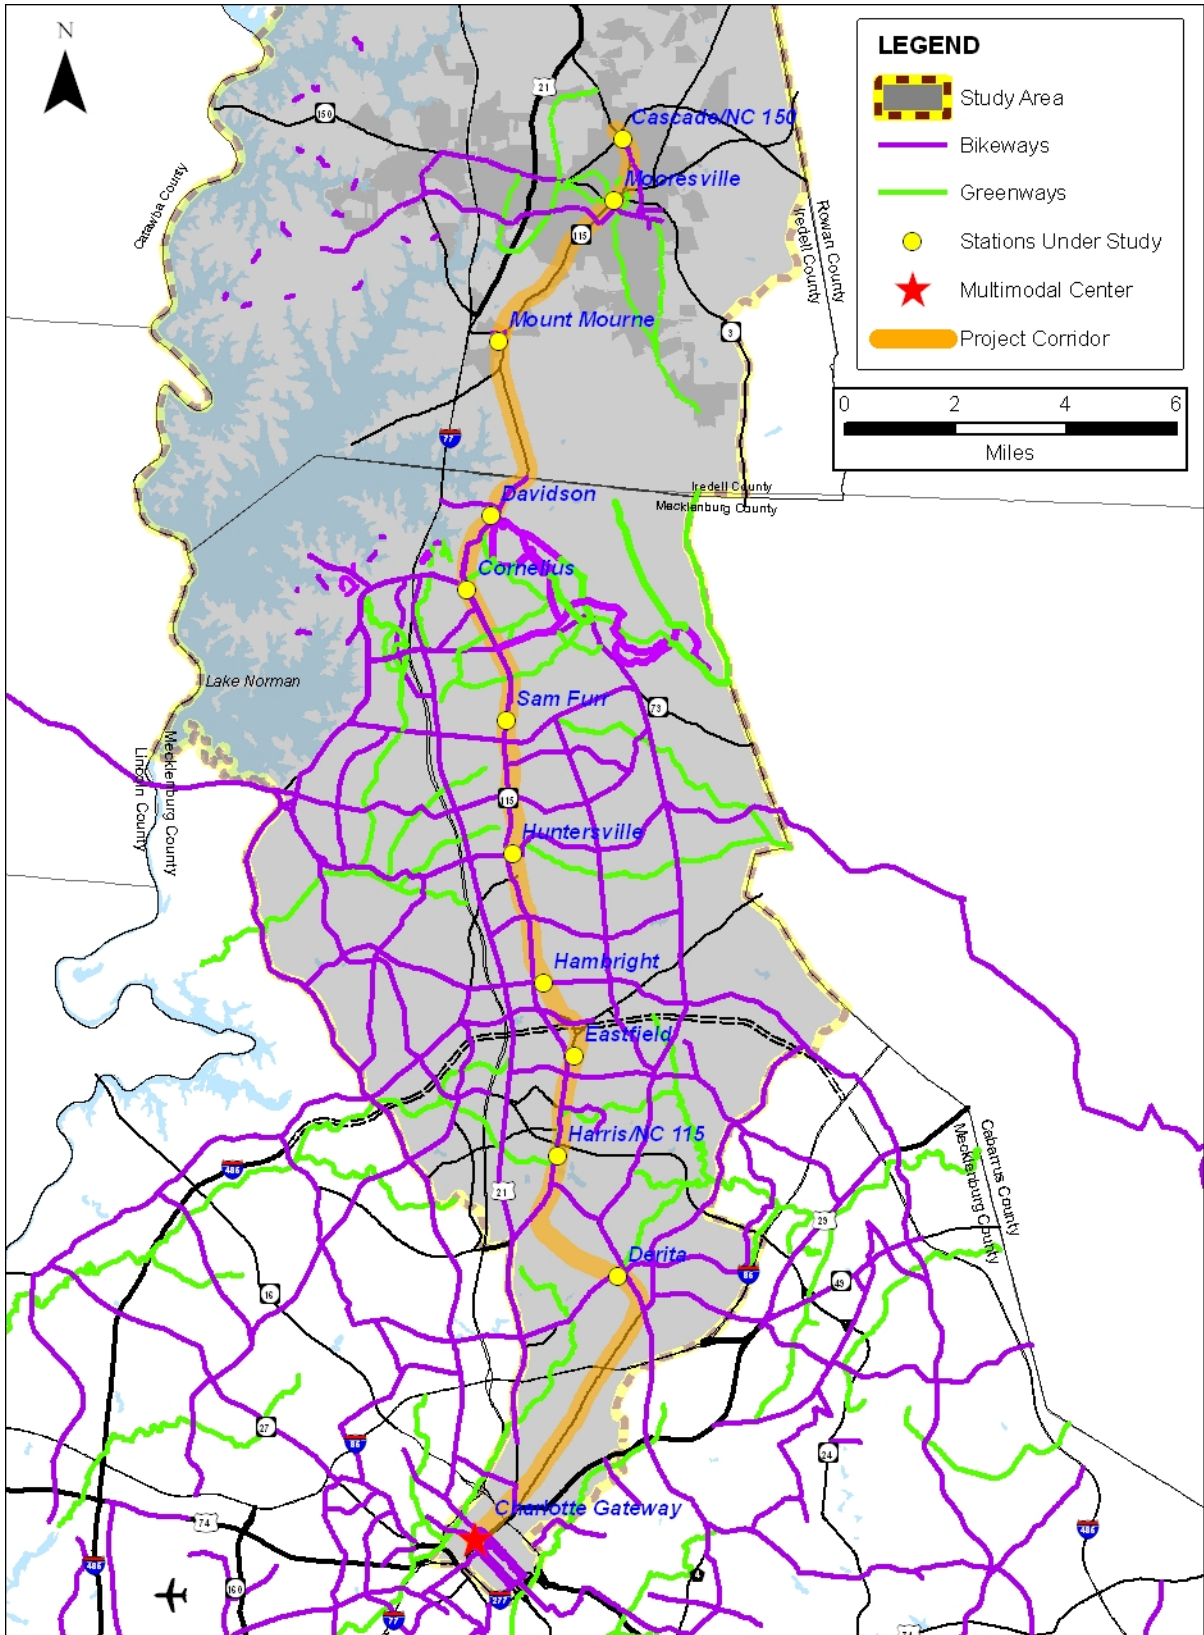 N
LEGEND
Study Area
Bikeways
Greenways
Stations Under Study
Multimodal Center
Project Corridor
0 2 4 6
Miles
21
150
Cascade/NC 150
Mooresville
Catawba County
Rowan County
Iredell County
115
Mount Mourne
3
77
Davidson
Iredell County
Mecklenburg County
Cornelius
Lake Norman
Sam Furr
73
Mecklenburg County
Lincoln County
115
Huntersville
Hambright
Eastfield
Harris/NC 115
Cabarrus County
Mecklenburg County
485
21
29
Derita
85
49
16
27
85
24
Charlotte Gateway
74
485
485
160
277
77
74